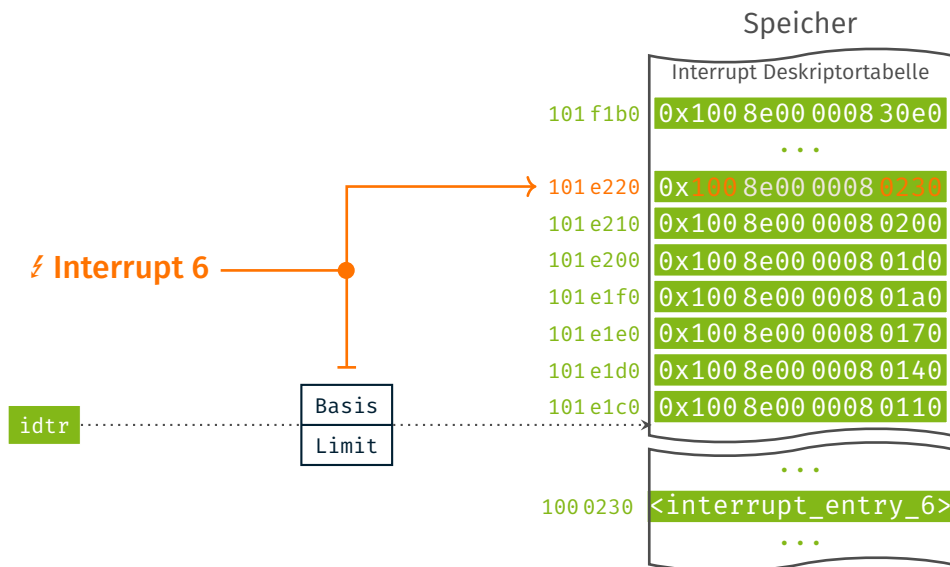 Speicher
Interrupt Deskriptortabelle
101 f1b0 0x100 8e00 0008 30e0
...
101 e220 0x100 8e00 0008 0230
101 e210 0x100 8e00 0008 0200
101 e200 0x100 8e00 0008 01d0
Interrupt 6
101 e1f0 0x100 8e00 0008 01a0
101 e1e0 0x100 8e00 0008 0170
101 e1d0 0x100 8e00 0008 0140
101 e1c0 0x100 8e00 0008 0110
Basis
idtr
Limit
...
100 0230 <interrupt_entry_6>
...